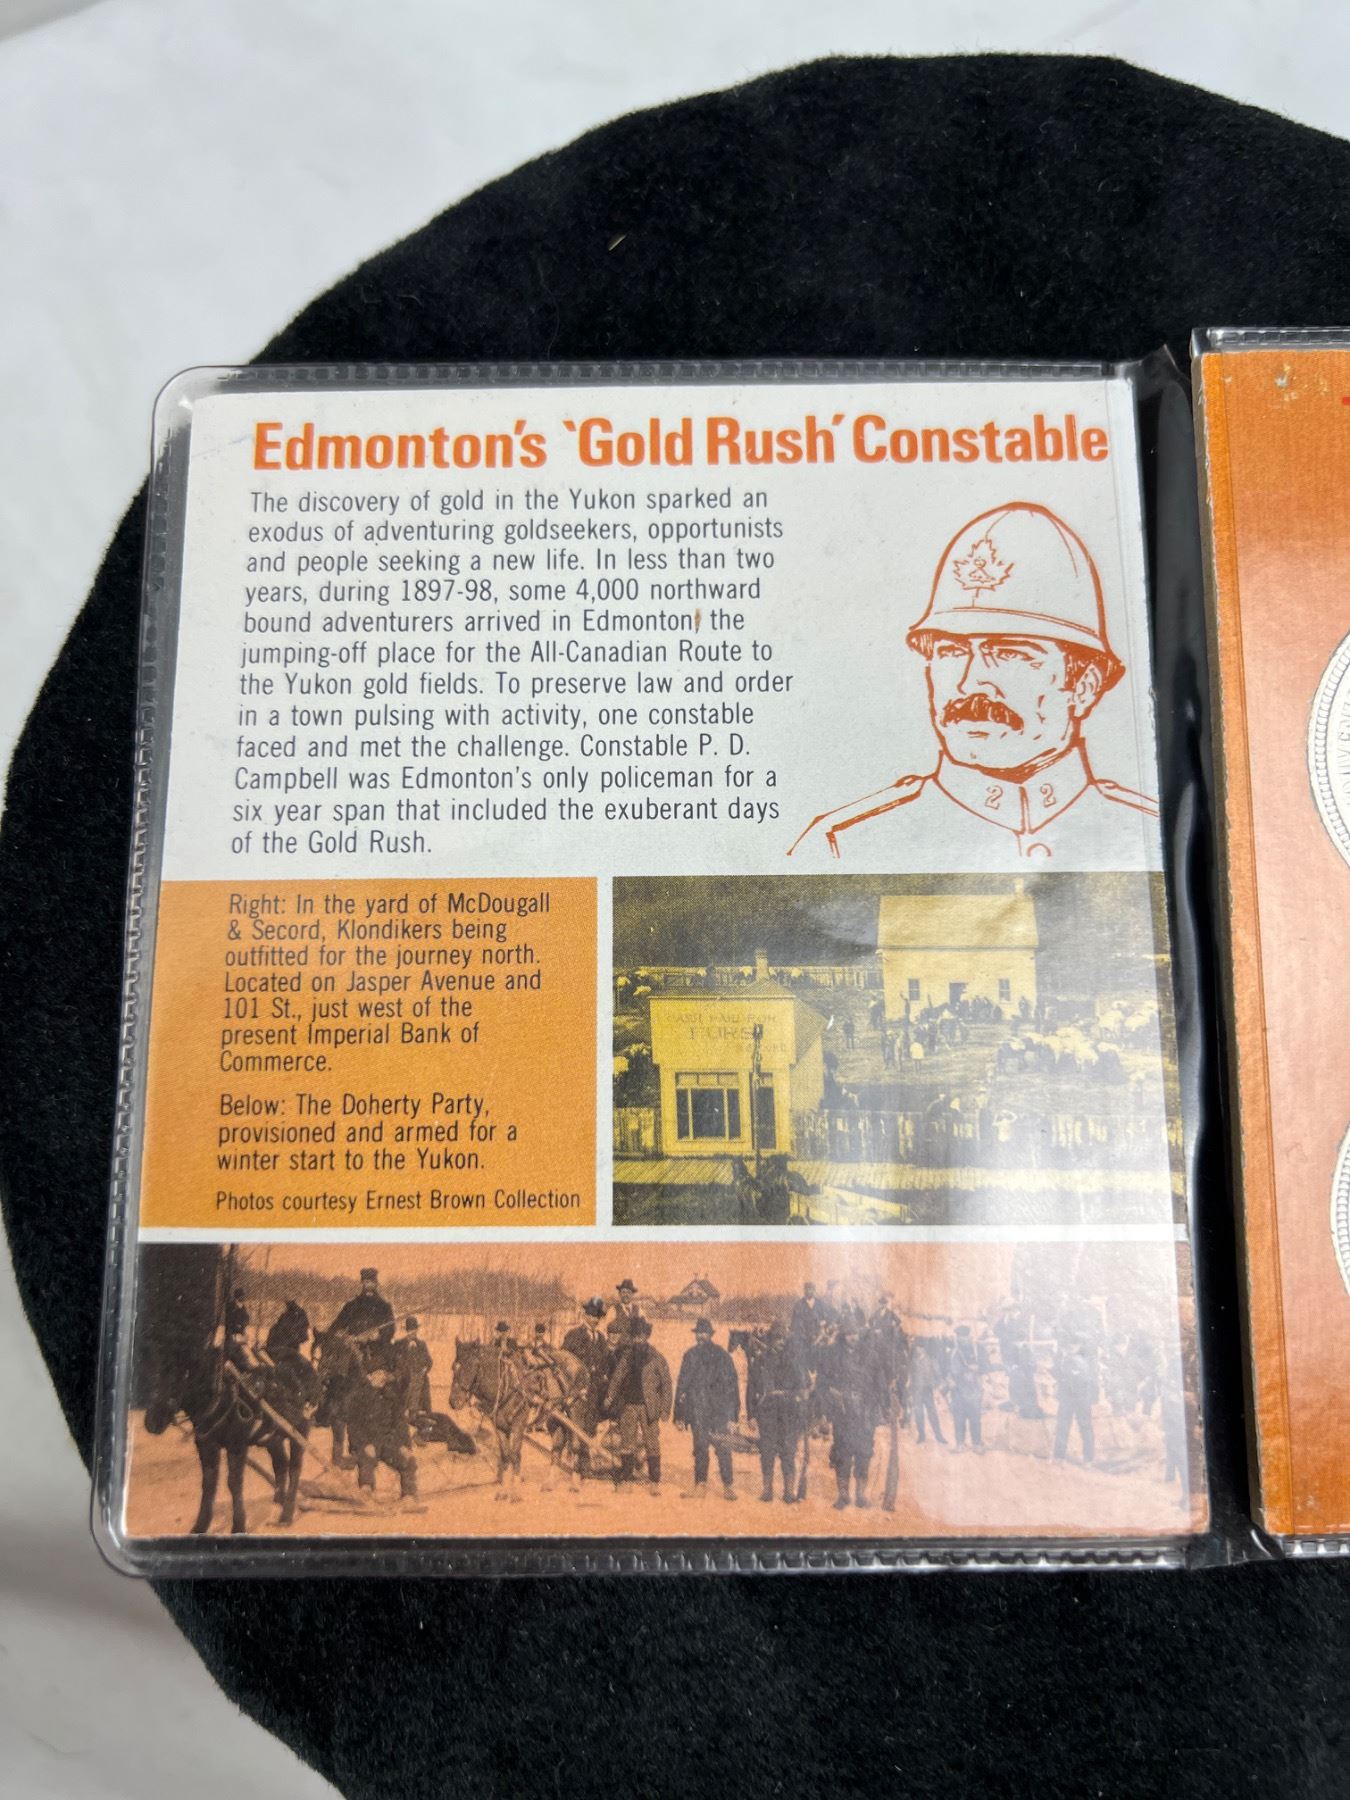 Edmonton's 'Gold Rush' Constable
The discovery of gold in the Yukon sparked an
exodus of adventuring goldseekers, opportunists
and people seeking a new life. In less than two
years, during 1897-98, some 4,000 northward
bound adventurers arrived in Edmonton, the
jumping-off place for the All-Canadian Route to
the Yukon gold fields. To preserve law and order
in a town pulsing with activity, one constable
faced and met the challenge. Constable P. D.
Campbell was Edmonton's only policeman for a
six year span that included the exuberant days
of the Gold Rush.
2 2
Right: In the yard of McDougall
& Secord, Klondikers being
outfitted for the journey north.
Located on Jasper Avenue and
101 St., just west of the
present Imperial Bank of
Commerce.
Below: The Doherty Party,
provisioned and armed for a
winter start to the Yukon.
Photos courtesy Ernest Brown Collection
CASH PAID FOR
FURS